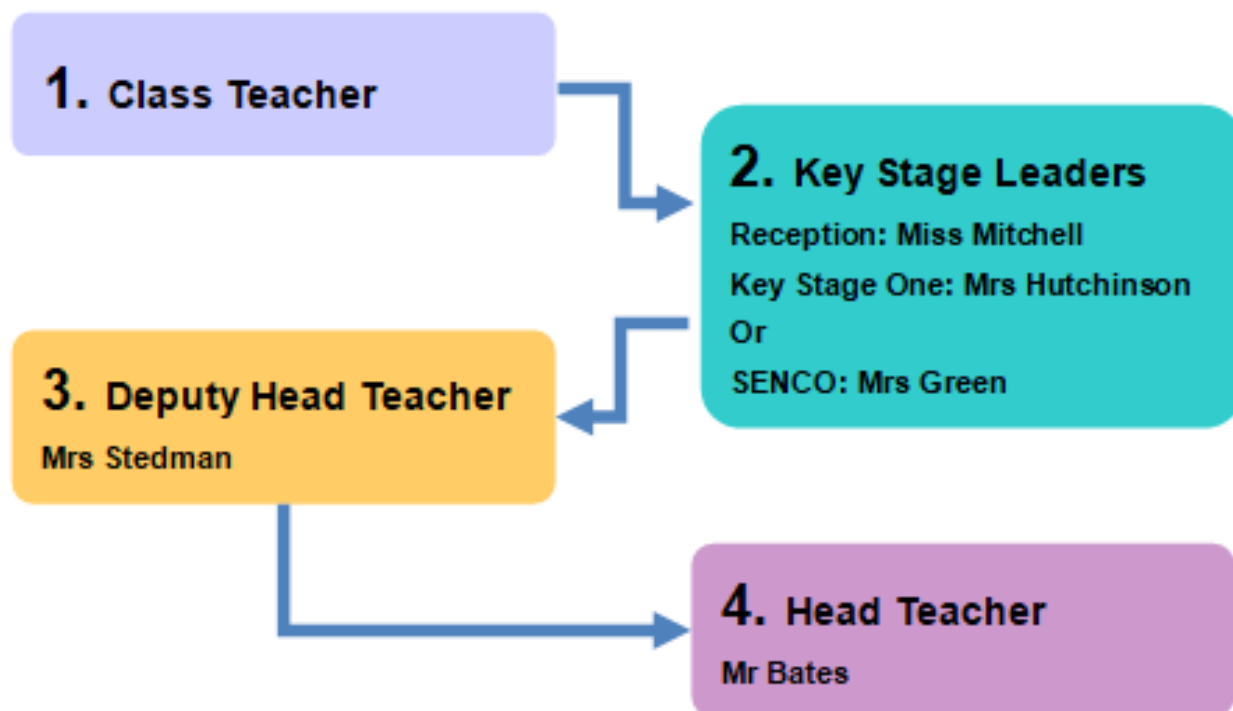 1. Class Teacher
2. Key Stage Leaders
Reception: Miss Mitchell
Key Stage One: Mrs Hutchinson
Or
SENCO: Mrs Green
3. Deputy Head Teacher
Mrs Stedman
4. Head Teacher
Mr Bates